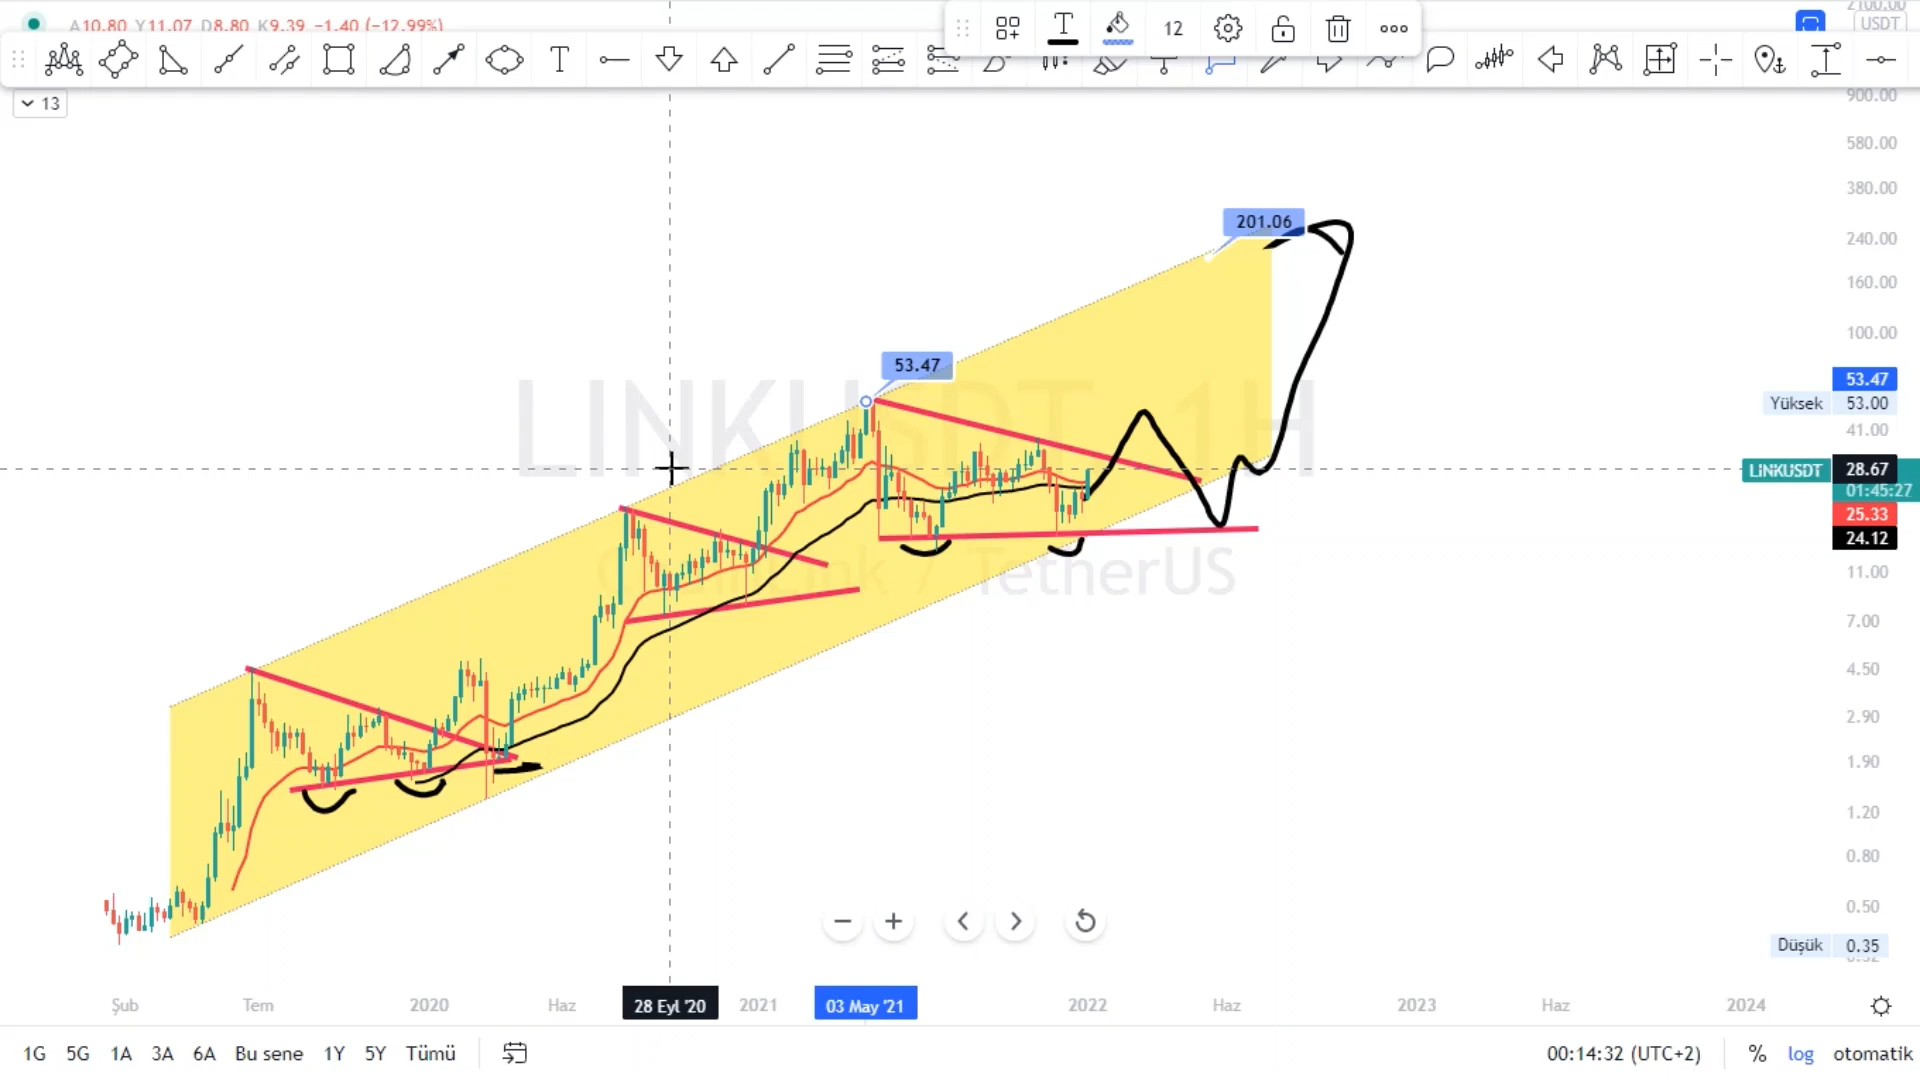 A10.80 Y11.07 D8.80 K9.39 −1.40 (−12.99%)
12
USDT
13
900.00
580.00
380.00
240.00
160.00
100.00
53.47
Yüksek 53.00
41.00
LINKUSDT 28.67
01:45:27
25.33
24.12
11.00
7.00
4.50
2.90
1.90
1.20
0.80
0.50
Düşük 0.35
201.06
53.47
LINKUSDT 1H
TetherUS
Şub Tem 2020 Haz 28 Eyl '20 2021 03 May '21 2022 Haz 2023 Haz 2024
1G 5G 1A 3A 6A Bu sene 1Y 5Y Tümü
00:14:32 (UTC+2) % log otomatik